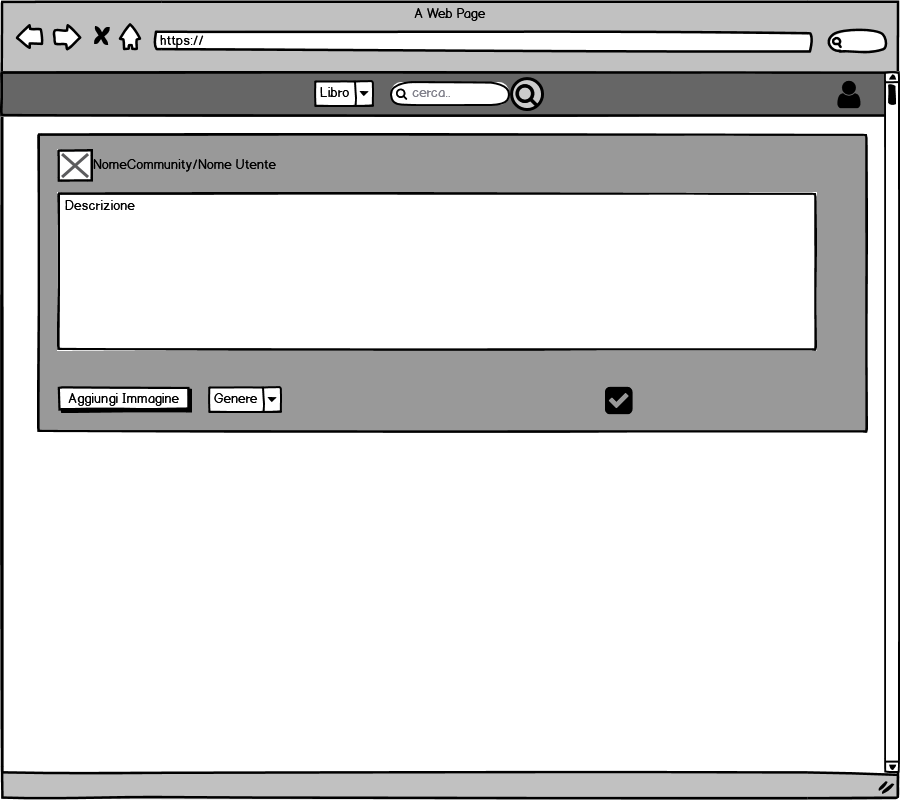 A Web Page
https://
Libro
cerca..
NomeCommunity/Nome Utente
Descrizione
Aggiungi Immagine
Genere